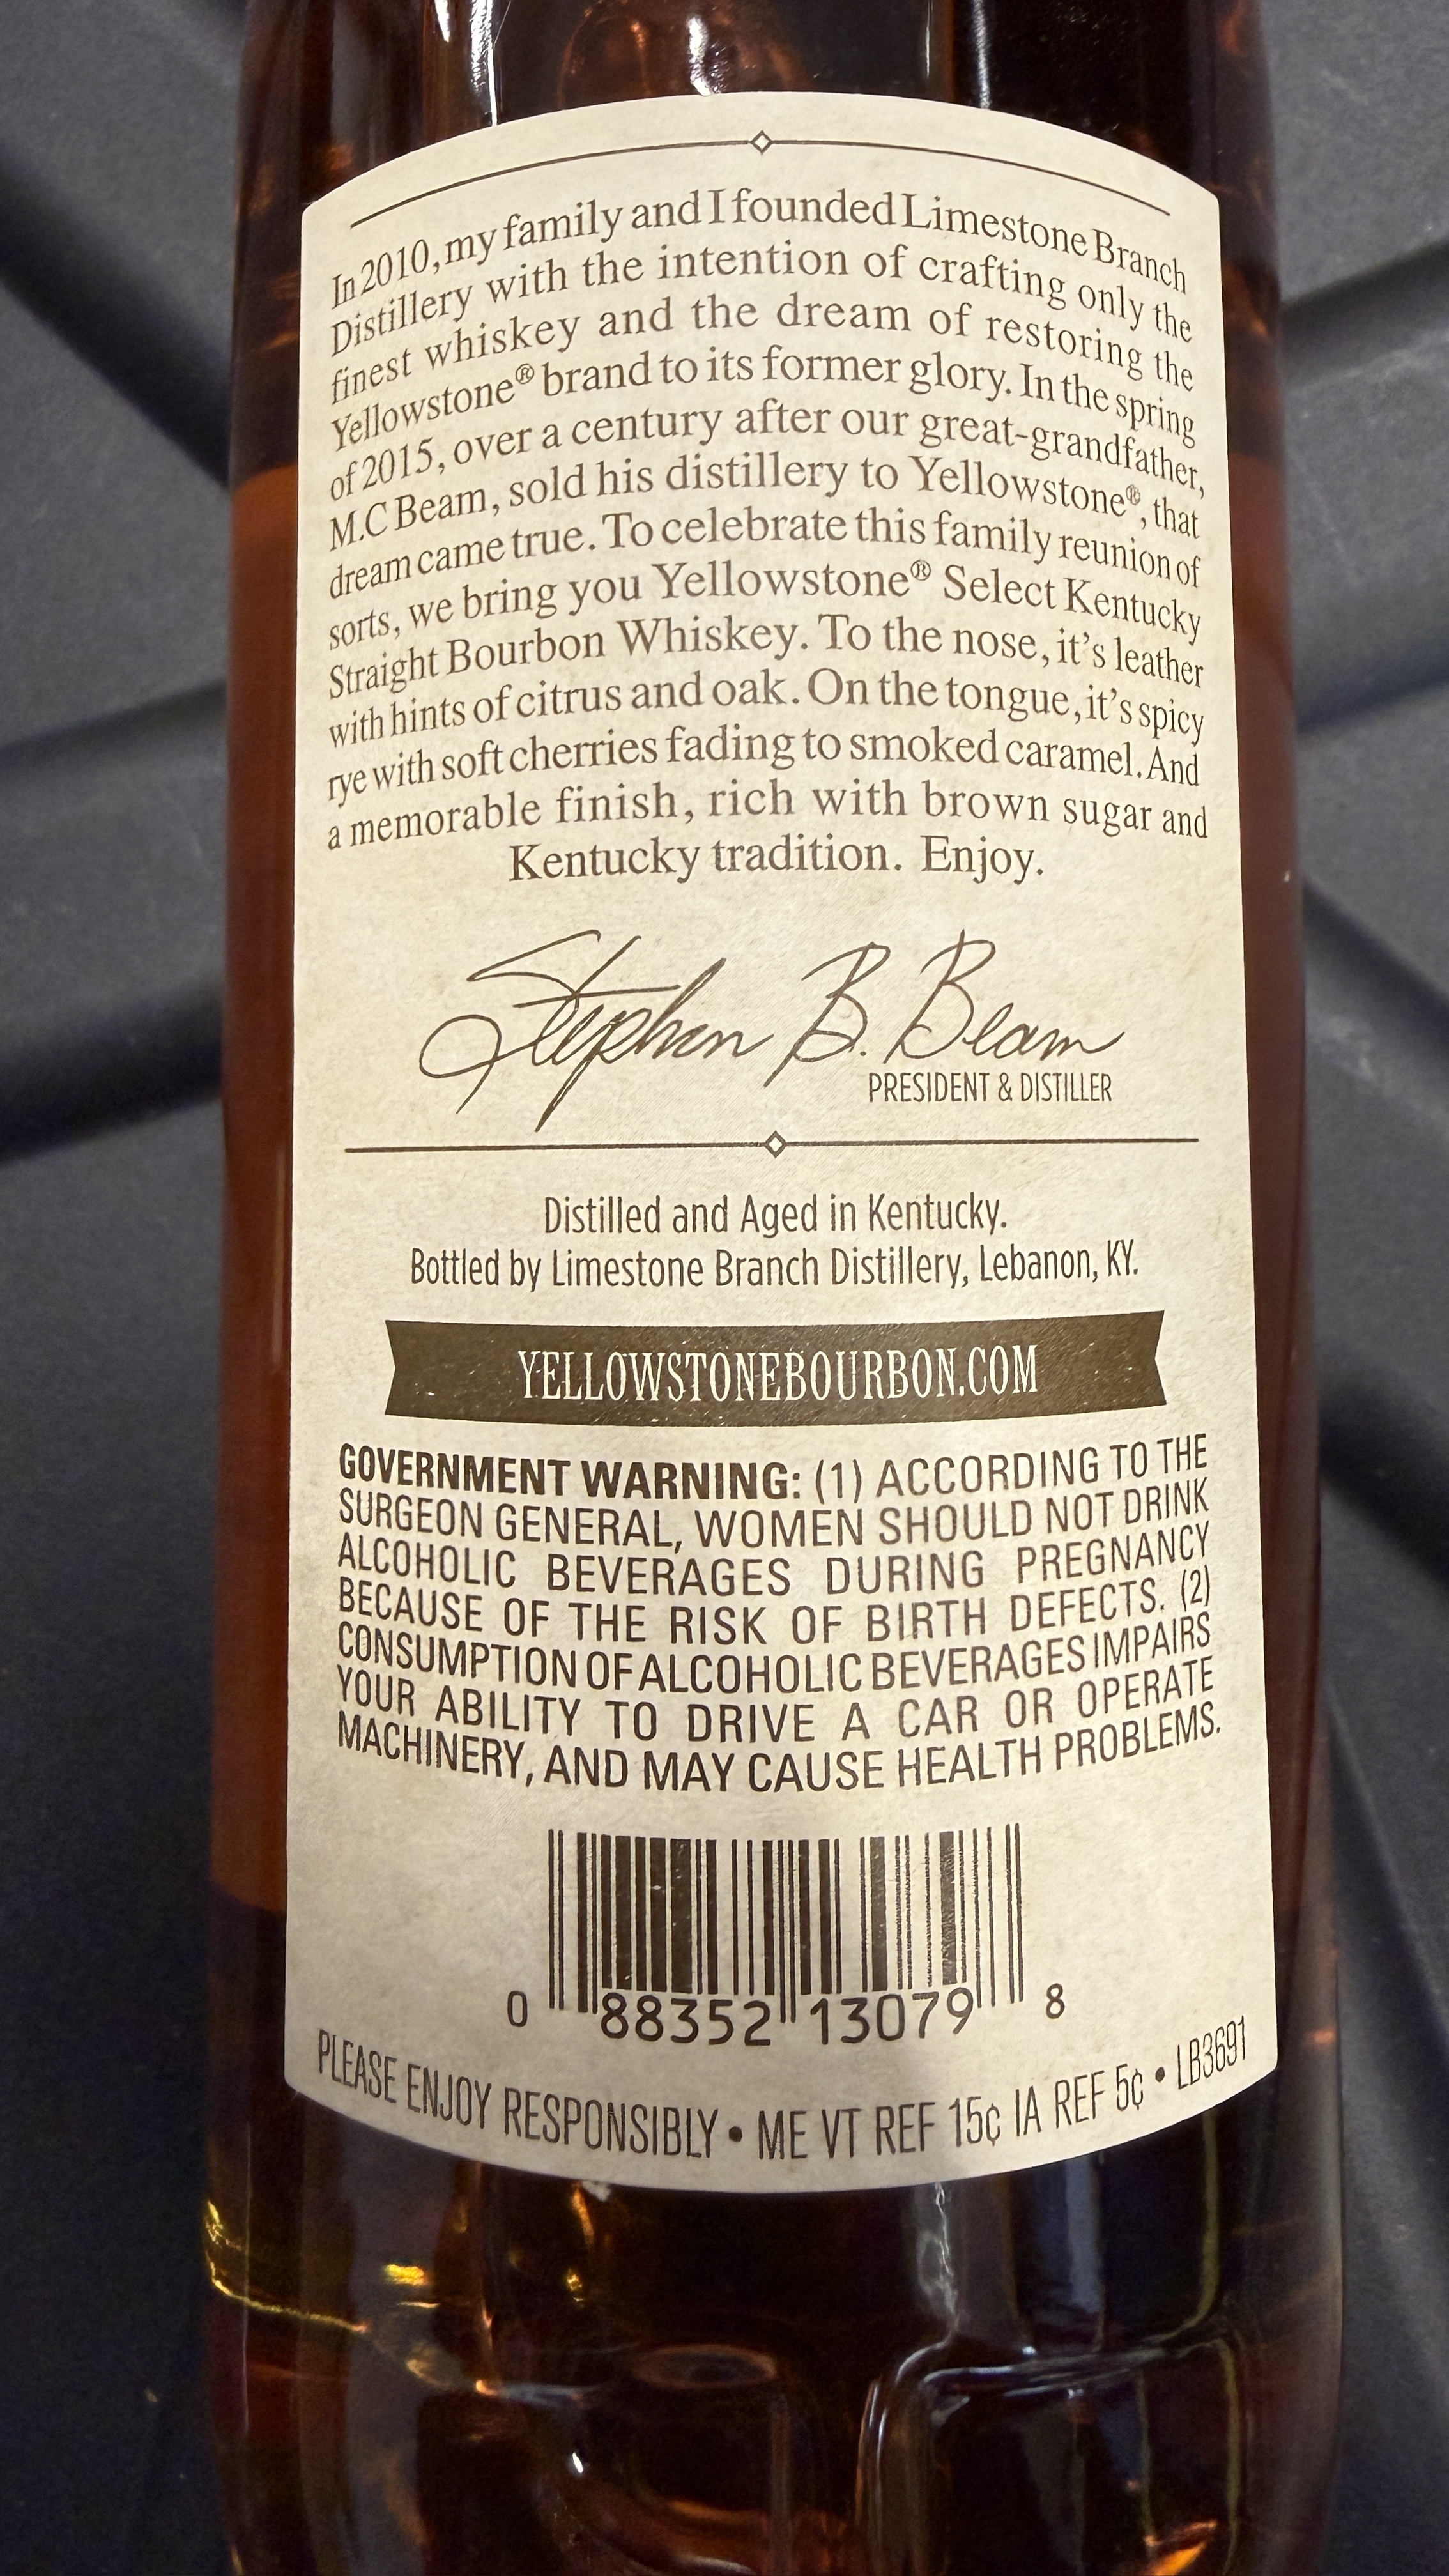 In 2010, my family and I founded Limestone Branch
Distillery with the intention of crafting only the
finest whiskey and the dream of restoring the
Yellowstone® brand to its former glory. In the spring
of 2015, over a century after our great-grandfather,
M.C Beam, sold his distillery to Yellowstone®, that
dream came true. To celebrate this family reunion of
sorts, we bring you Yellowstone® Select Kentucky
Straight Bourbon Whiskey. To the nose, it's leather
with hints of citrus and oak. On the tongue, it's spicy
rye with soft cherries fading to smoked caramel. And
a memorable finish, rich with brown sugar and
Kentucky tradition. Enjoy.
Stephen B. Beam
PRESIDENT & DISTILLER
Distilled and Aged in Kentucky.
Bottled by Limestone Branch Distillery, Lebanon, KY.
YELLOWSTONEBOURBON.COM
GOVERNMENT WARNING: (1) ACCORDING TO THE
SURGEON GENERAL, WOMEN SHOULD NOT DRINK
ALCOHOLIC BEVERAGES DURING PREGNANCY
BECAUSE OF THE RISK OF BIRTH DEFECTS. (2)
CONSUMPTION OF ALCOHOLIC BEVERAGES IMPAIRS
YOUR ABILITY TO DRIVE A CAR OR OPERATE
MACHINERY, AND MAY CAUSE HEALTH PROBLEMS.
0 88352 13079 8
PLEASE ENJOY RESPONSIBLY • ME VT REF 15¢ IA REF 5¢ • LB3691